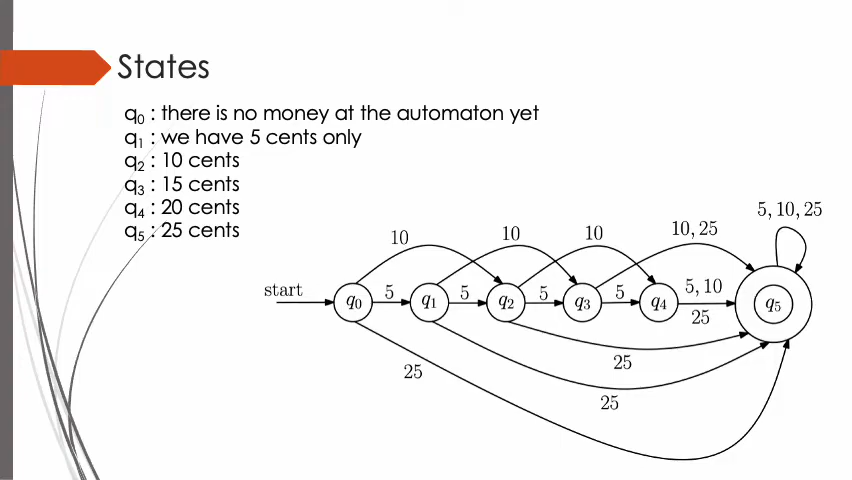 States
q₀ : there is no money at the automaton yet
q₁ : we have 5 cents only
q₂ : 10 cents
q₃ : 15 cents
q₄ : 20 cents
q₅ : 25 cents
5, 10, 25
10 10 10 10, 25
start q₀ 5 q₁ 5 q₂ 5 q₃ 5 q₄ 5, 10 q₅
25
25
25
25